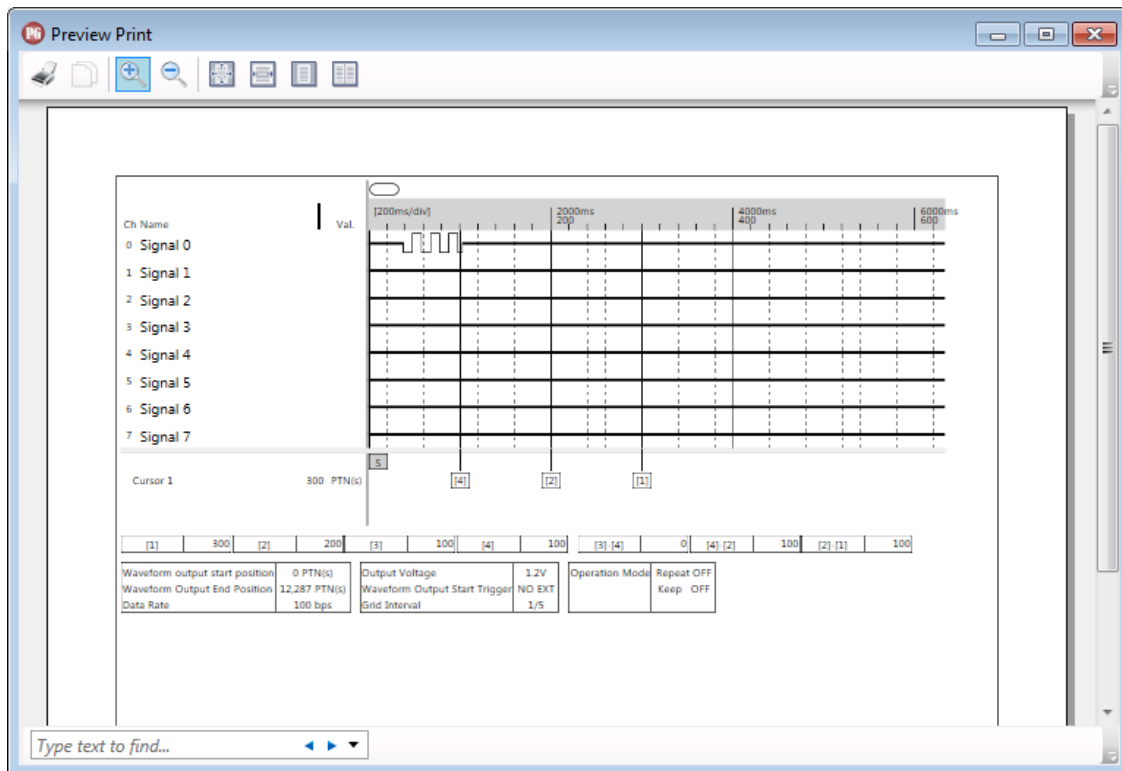 PG Preview Print
[200ms/div] 2000ms 4000ms 6000ms
200 400 600
Ch Name Val.
0 Signal 0
1 Signal 1
2 Signal 2
3 Signal 3
4 Signal 4
5 Signal 5
6 Signal 6
7 Signal 7
S
Cursor 1 300 PTN(s) [4] [2] [1]
[1] 300 [2] 200 [3] 100 [4] 100 [3]-[4] 0 [4]-[2] 100 [2]-[1] 100
Waveform output start position 0 PTN(s) Output Voltage 1.2V Operation Mode Repeat OFF
Waveform Output End Position 12,287 PTN(s) Waveform Output Start Trigger NO EXT Keep OFF
Data Rate 100 bps Grid Interval 1/5
Type text to find...